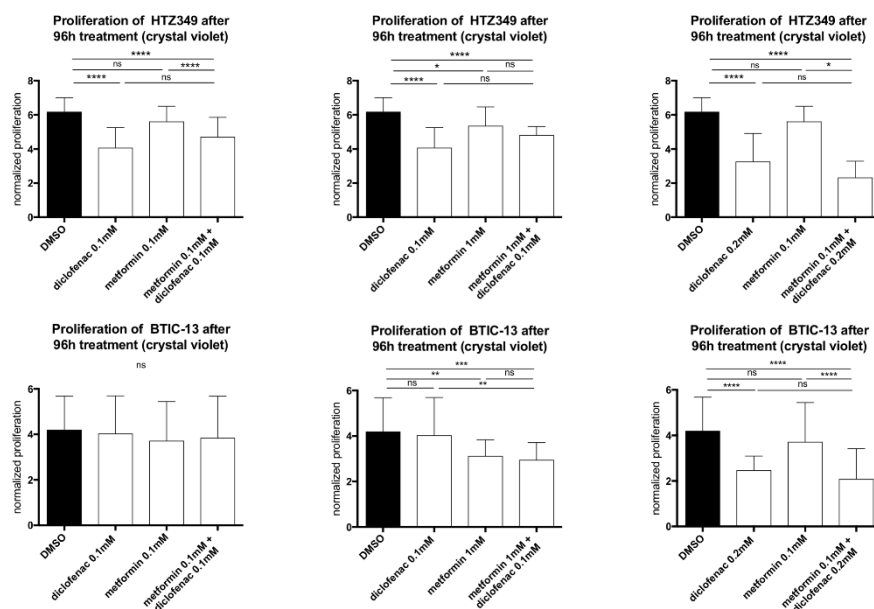 Proliferation of HTZ349 after
96h treatment (crystal violet)
****
ns ****
**** ns
normalized proliferation
8
6
4
2
0
DMSO
diclofenac 0.1mM
metformin 0.1mM
metformin 0.1mM +
diclofenac 0.1mM
Proliferation of HTZ349 after
96h treatment (crystal violet)
****
* ns
**** ns
normalized proliferation
8
6
4
2
0
DMSO
diclofenac 0.1mM
metformin 1mM
metformin 1mM +
diclofenac 0.1mM
Proliferation of HTZ349 after
96h treatment (crystal violet)
****
ns *
**** ns
normalized proliferation
8
6
4
2
0
DMSO
diclofenac 0.2mM
metformin 0.1mM
metformin 0.1mM +
diclofenac 0.2mM
Proliferation of BTIC-13 after
96h treatment (crystal violet)
ns
normalized proliferation
6
4
2
0
DMSO
diclofenac 0.1mM
metformin 0.1mM
metformin 0.1mM +
diclofenac 0.1mM
Proliferation of BTIC-13 after
96h treatment (crystal violet)
***
** ns
ns **
normalized proliferation
6
4
2
0
DMSO
diclofenac 0.1mM
metformin 1mM
metformin 1mM +
diclofenac 0.1mM
Proliferation of BTIC-13 after
96h treatment (crystal violet)
****
ns ****
**** ns
normalized proliferation
6
4
2
0
DMSO
diclofenac 0.2mM
metformin 0.1mM
metformin 0.1mM +
diclofenac 0.2mM